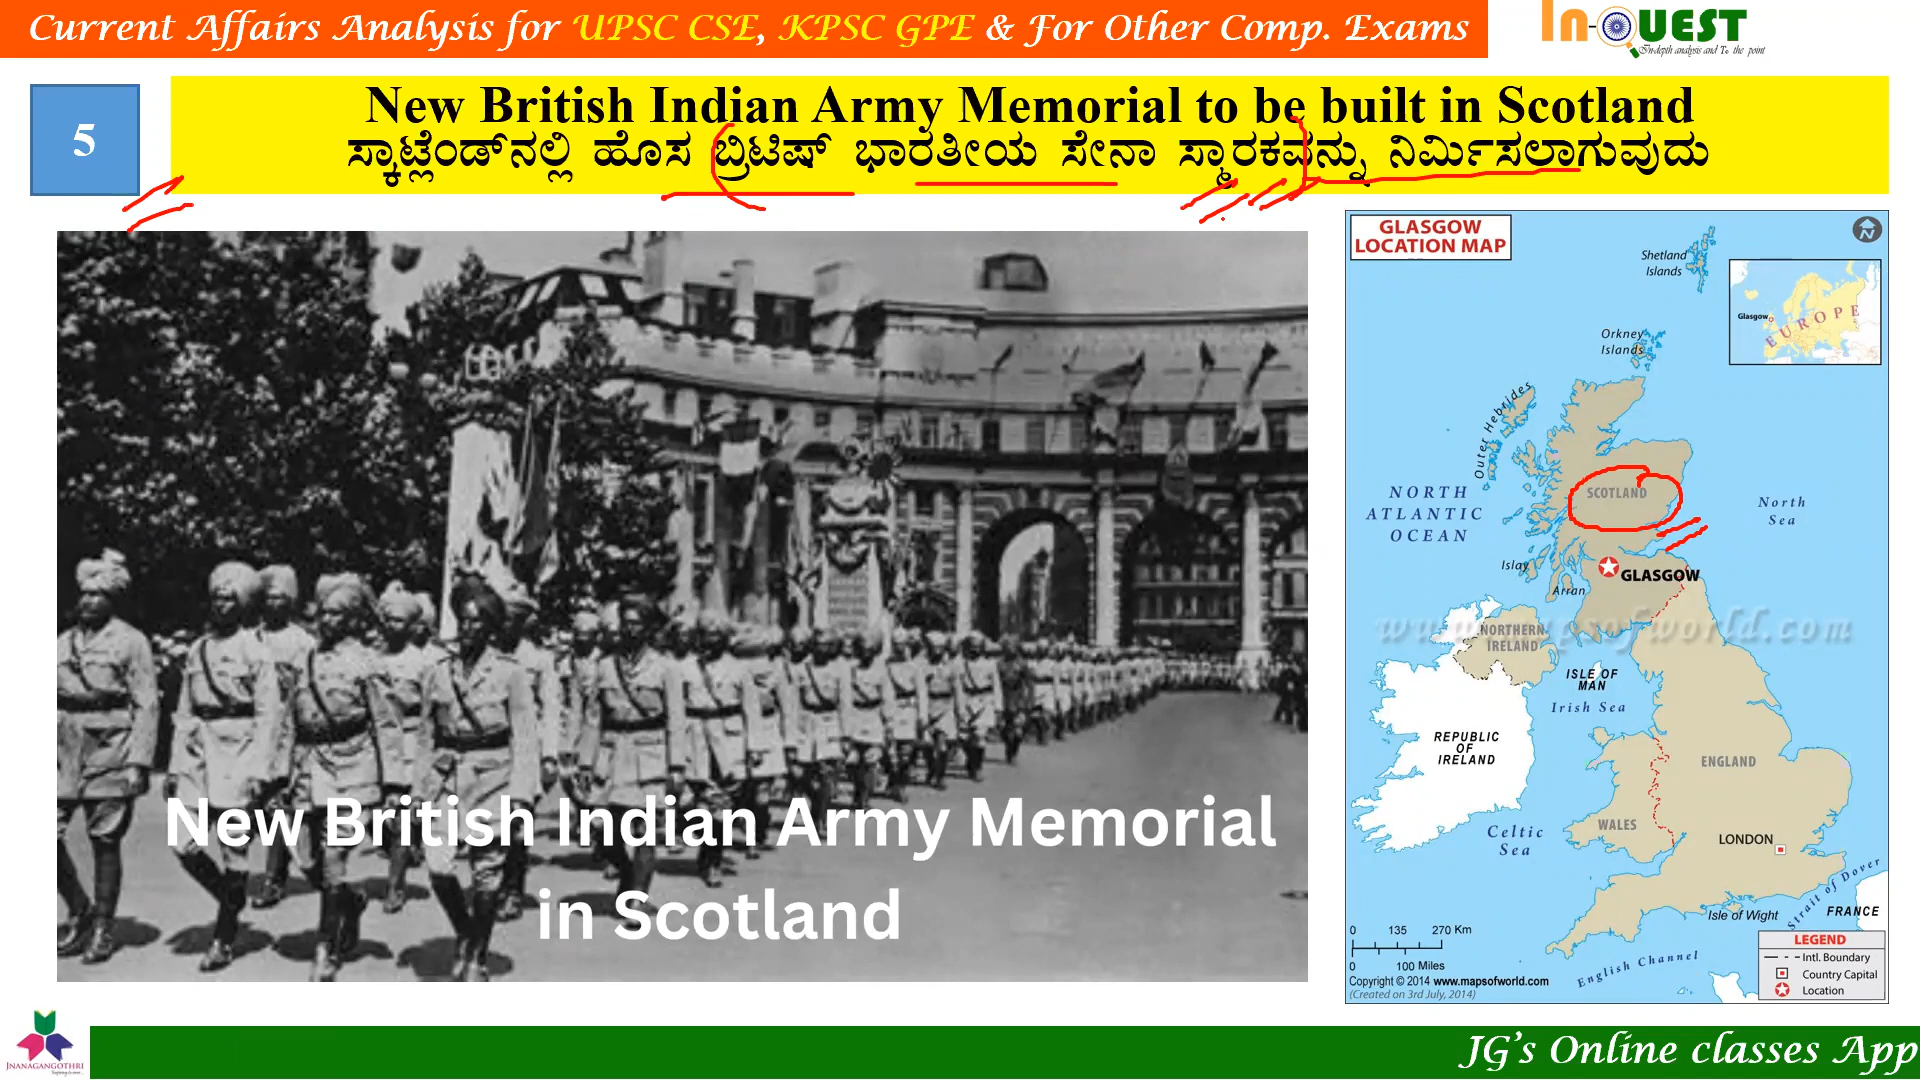 Current Affairs Analysis for UPSC CSE, KPSC GPE & For Other Comp. Exams
In-QUEST
In-depth analysis and To the point
5
New British Indian Army Memorial to be built in Scotland
ಸ್ಕಾಟ್ಲೆಂಡ್‌ನಲ್ಲಿ ಹೊಸ ಬ್ರಿಟಿಷ್ ಭಾರತೀಯ ಸೇನಾ ಸ್ಮಾರಕವನ್ನು ನಿರ್ಮಿಸಲಾಗುವುದು
New British Indian Army Memorial
in Scotland
GLASGOW
LOCATION MAP
N
Shetland
Islands
Glasgow
EUROPE
Orkney
Islands
Outer Hebrides
NORTH
ATLANTIC
OCEAN
SCOTLAND
North
Sea
Islay
GLASGOW
Arran
www.mapsofworld.com
NORTHERN
IRELAND
ISLE OF
MAN
Irish Sea
REPUBLIC
OF
IRELAND
ENGLAND
WALES
Celtic
Sea
LONDON
Strait of Dover
Isle of Wight
FRANCE
English Channel
0 135 270 Km
0 100 Miles
Copyright © 2014 www.mapsofworld.com
(Created on 3rd July, 2014)
LEGEND
Intl. Boundary
Country Capital
Location
JNANAGANGOTHRI
JG's Online classes App